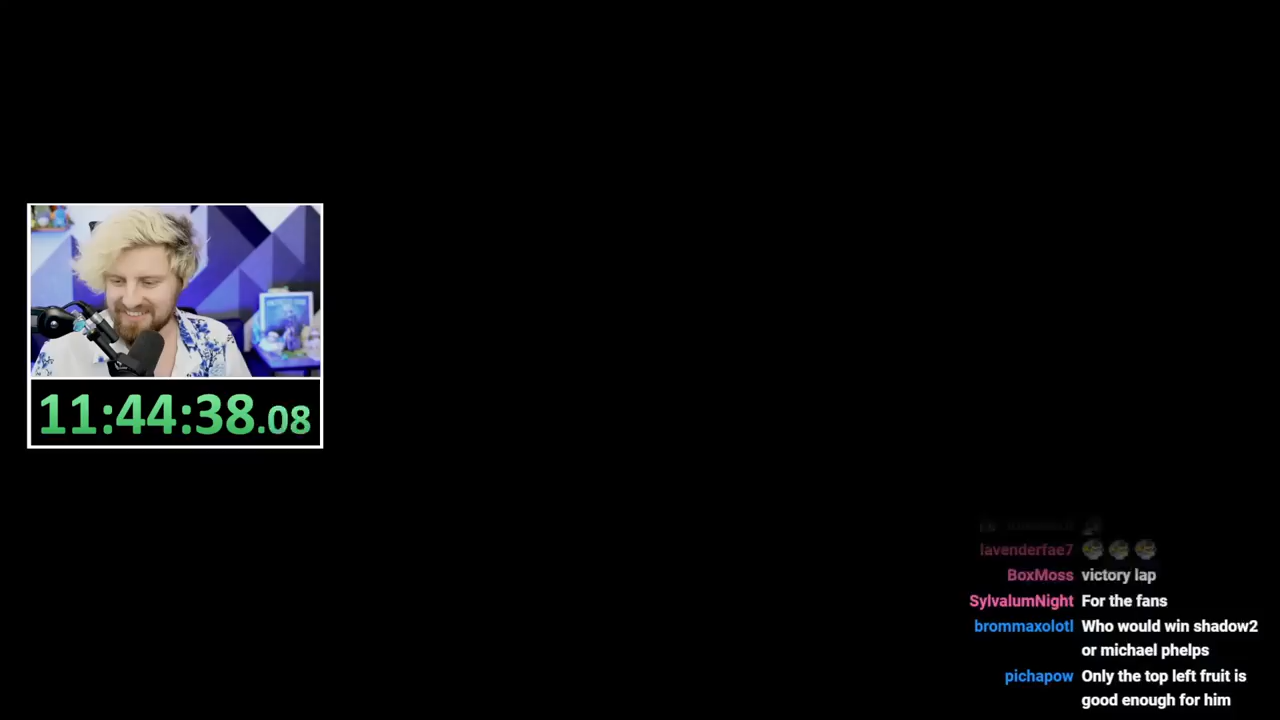 11:44:38.08
lavenderfae7
BoxMoss victory lap
SylvalumNight For the fans
brommaxolotl Who would win shadow2
or michael phelps
pichapow Only the top left fruit is
good enough for him